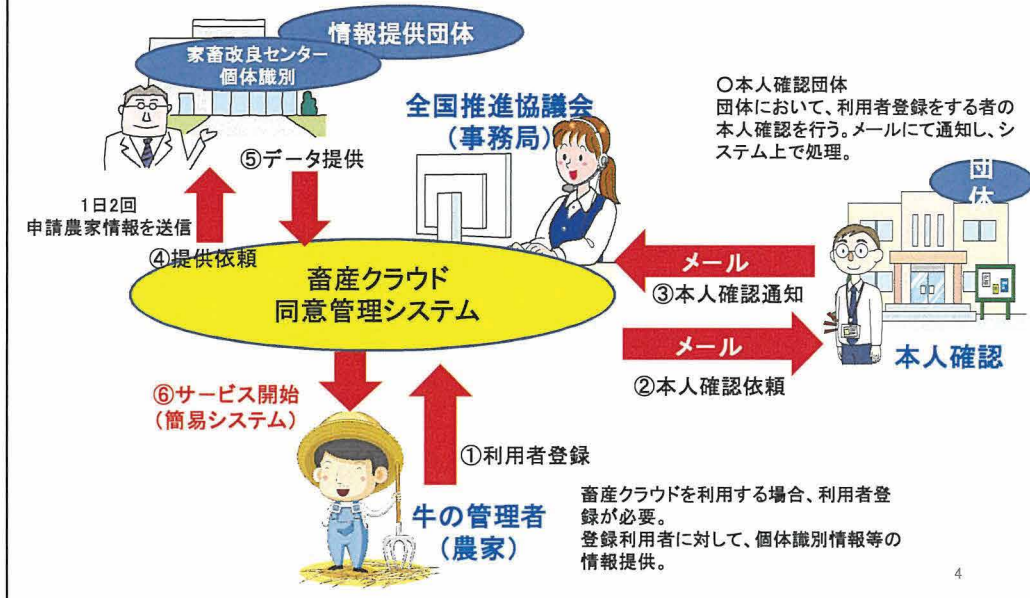 情報提供団体
家畜改良センター
個体識別
全国推進協議会
（事務局）
〇本人確認団体
団体において、利用者登録をする者の
本人確認を行う。メールにて通知し、シ
ステム上で処理。
団
体
⑤データ提供
1日2回
申請農家情報を送信
④提供依頼
畜産クラウド
同意管理システム
メール
③本人確認通知
メール
②本人確認依頼
本人確認
⑥サービス開始
（簡易システム）
①利用者登録
牛の管理者
（農家）
畜産クラウドを利用する場合、利用者登
録が必要。
登録利用者に対して、個体識別情報等の
情報提供。
4